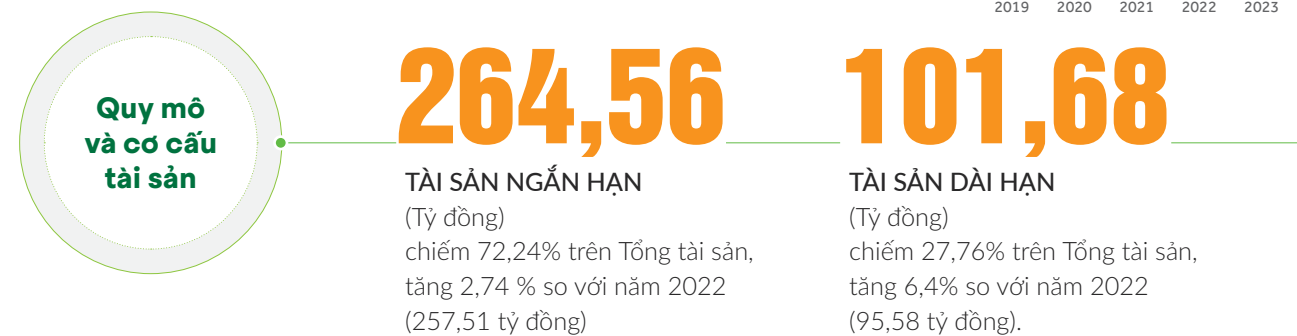 2019 2020 2021 2022 2023
Quy mô
và cơ cấu
tài sản
264,56
TÀI SẢN NGẮN HẠN
(Tỷ đồng)
chiếm 72,24% trên Tổng tài sản,
tăng 2,74 % so với năm 2022
(257,51 tỷ đồng)
101,68
TÀI SẢN DÀI HẠN
(Tỷ đồng)
chiếm 27,76% trên Tổng tài sản,
tăng 6,4% so với năm 2022
(95,58 tỷ đồng).